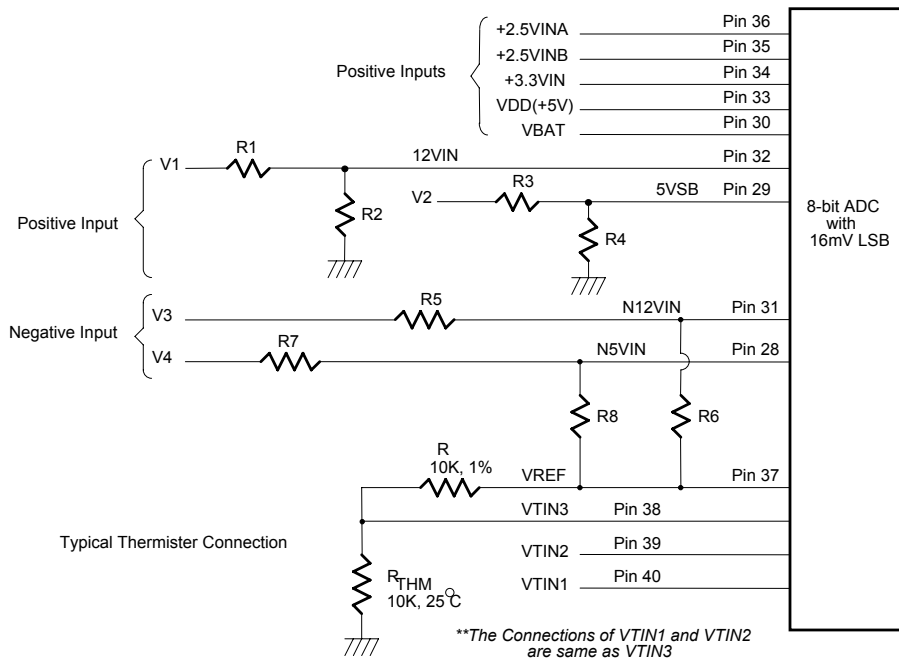 Positive Inputs
+2.5VINA Pin 36
+2.5VINB Pin 35
+3.3VIN Pin 34
VDD(+5V) Pin 33
VBAT Pin 30
Positive Input
V1 R1 12VIN Pin 32
R2
V2 R3 5VSB Pin 29
R4
8-bit ADC
with
16mV LSB
Negative Input
V3 R5 N12VIN Pin 31
V4 R7 N5VIN Pin 28
R8 R6
R
10K, 1% VREF Pin 37
VTIN3 Pin 38
Typical Thermister Connection
VTIN2 Pin 39
VTIN1 Pin 40
RTHM
10K, 25°C
**The Connections of VTIN1 and VTIN2
are same as VTIN3